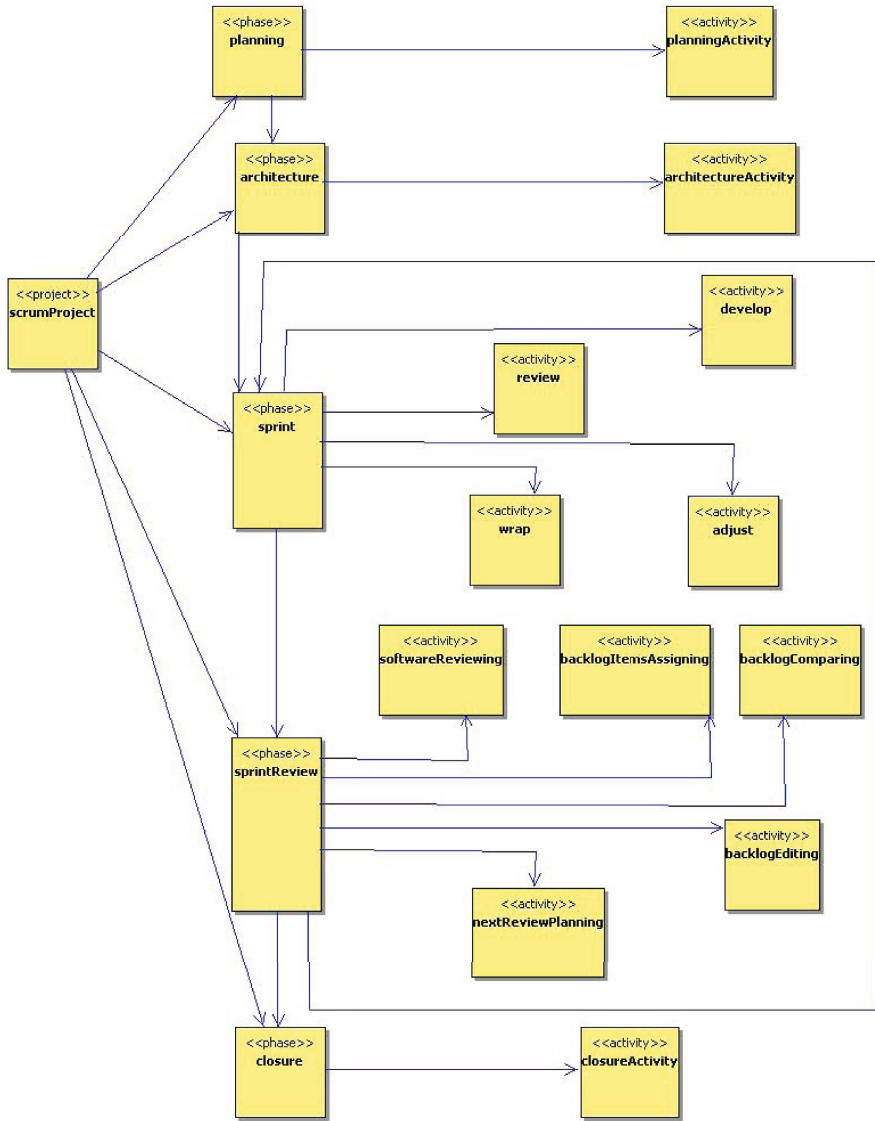 <<phase>>
planning
<<activity>>
planningActivity
<<phase>>
architecture
<<activity>>
architectureActivity
<<project>>
scrumProject
<<activity>>
develop
<<activity>>
review
<<phase>>
sprint
<<activity>>
wrap
<<activity>>
adjust
<<activity>>
softwareReviewing
<<activity>>
backlogItemsAssigning
<<activity>>
backlogComparing
<<phase>>
sprintReview
<<activity>>
backlogEditing
<<activity>>
nextReviewPlanning
<<phase>>
closure
<<activity>>
closureActivity